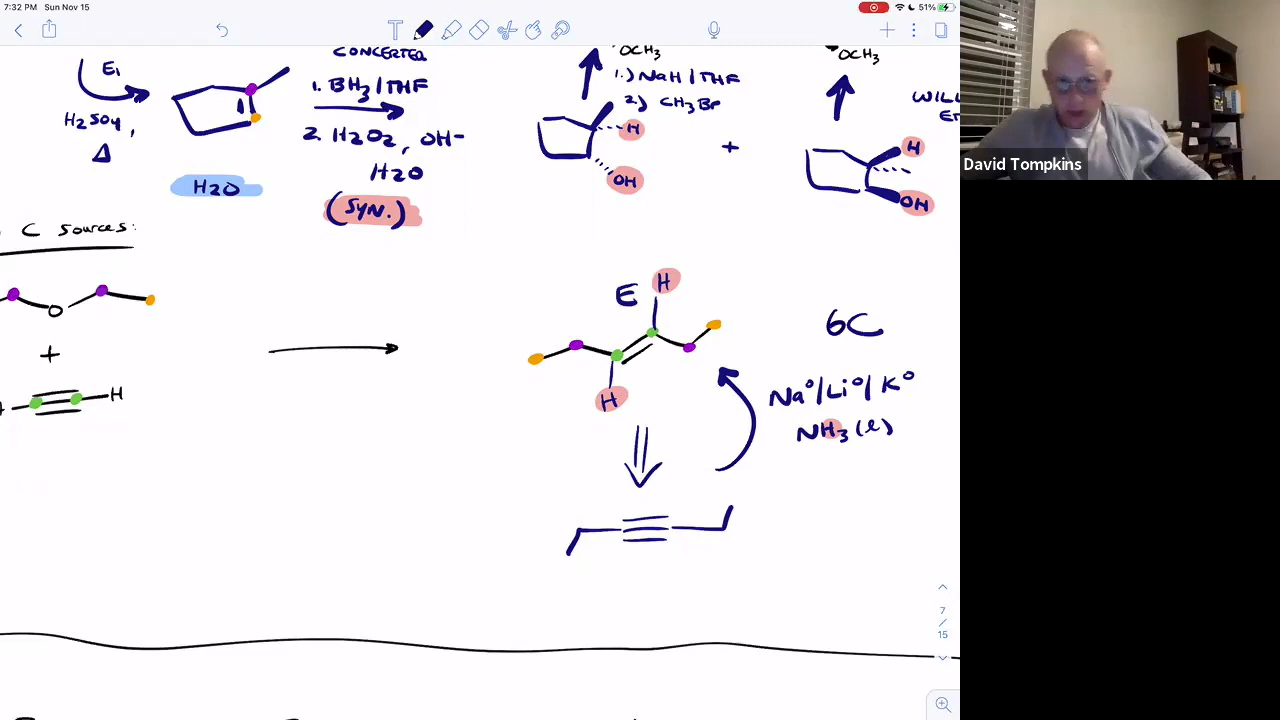 7:32 PM Sun Nov 15
51%
T
CONCERTED
E1
H2SO4,
Δ
H2O
1. BH3/THF
2. H2O2, OH-
H2O
(SYN.)
OCH3
1.) NaH/THF
2.) CH3Br
H
OH
+
OCH3
WILL
H
OH
David Tompkins
C Sources:
O
+
H
E
H
H
6C
Na°/Li°/K°
NH3(l)
7
/
15